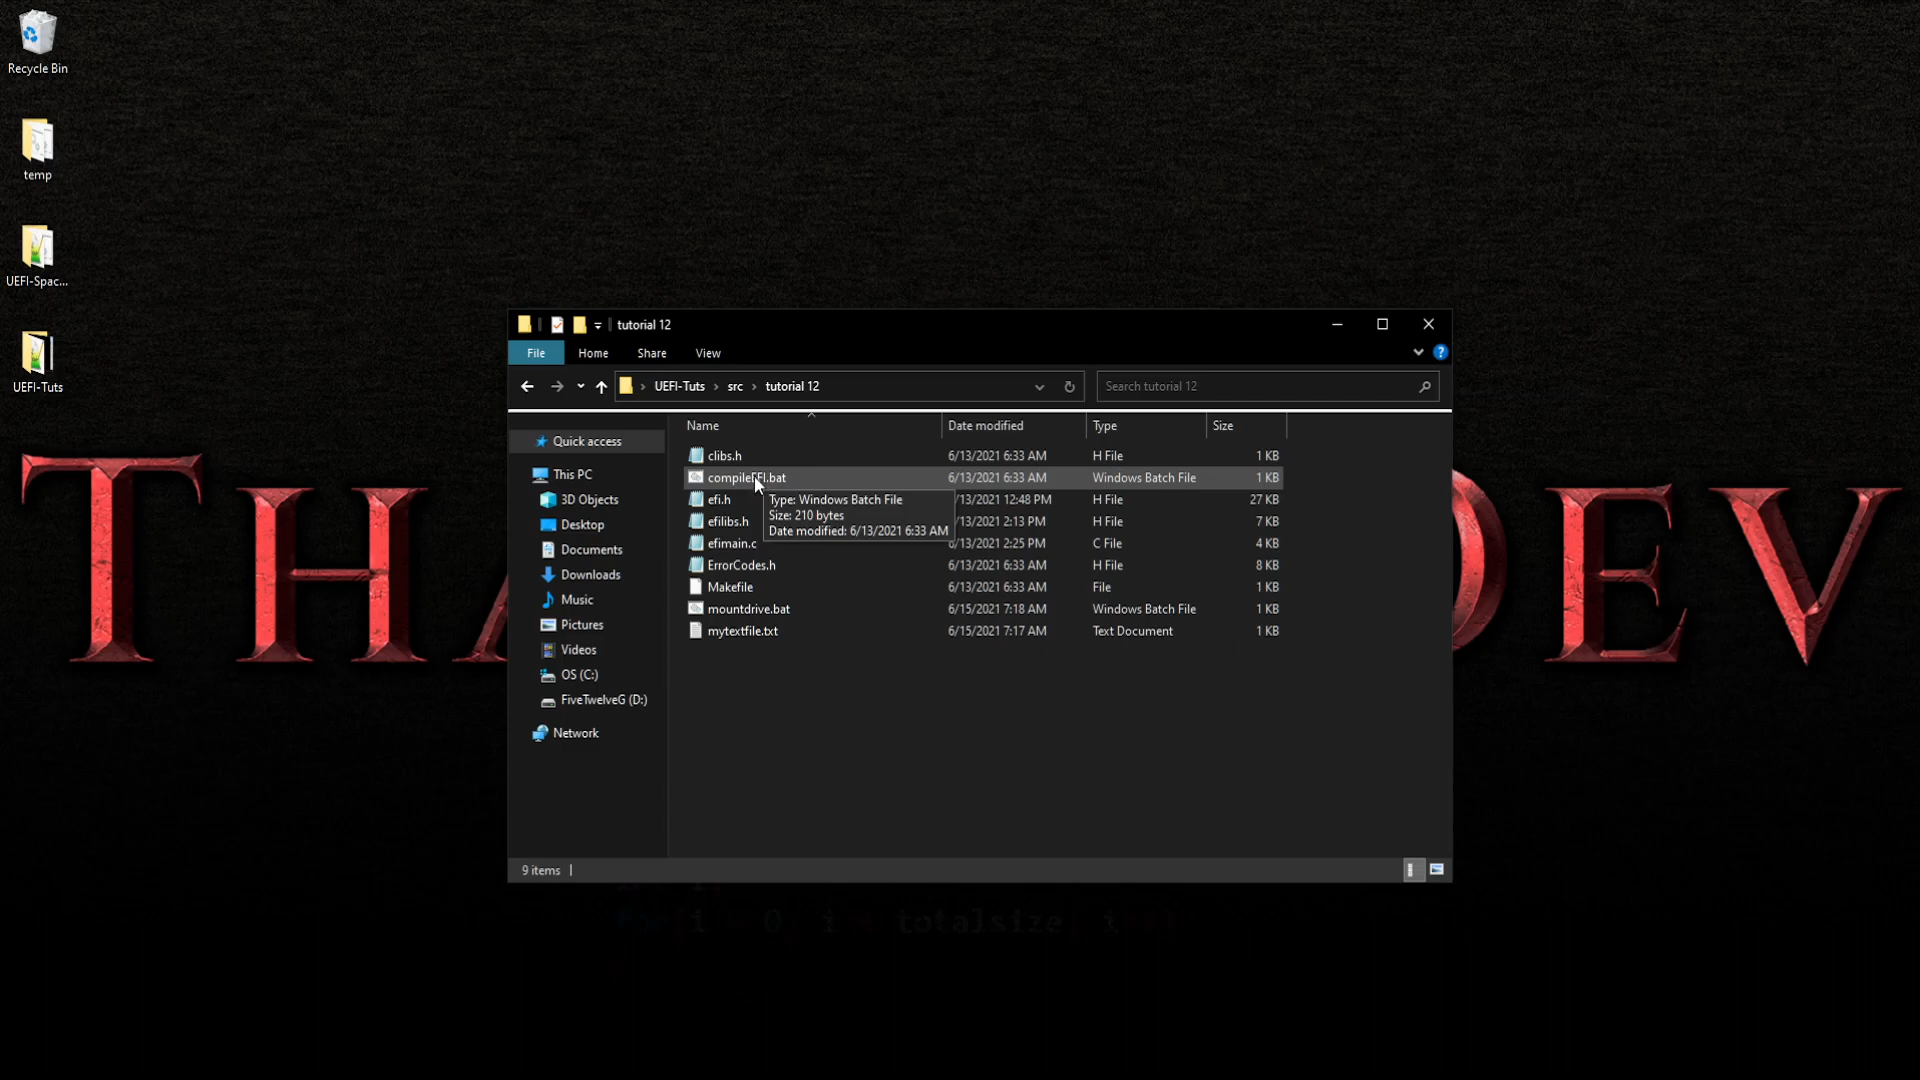 Recycle Bin
temp
UEFI-Spac...
UEFI-Tuts
THA
DEV
tutorial 12
File Home Share View
UEFI-Tuts > src > tutorial 12
Search tutorial 12
Quick access
This PC
3D Objects
Desktop
Documents
Downloads
Music
Pictures
Videos
OS (C:)
FiveTwelveG (D:)
Network
Name Date modified Type Size
clibs.h 6/13/2021 6:33 AM H File 1 KB
compileEFI.bat 6/13/2021 6:33 AM Windows Batch File 1 KB
efi.h /13/2021 12:48 PM H File 27 KB
efilibs.h /13/2021 2:13 PM H File 7 KB
efimain.c /13/2021 2:25 PM C File 4 KB
ErrorCodes.h 6/13/2021 6:33 AM H File 8 KB
Makefile 6/13/2021 6:33 AM File 1 KB
mountdrive.bat 6/15/2021 7:18 AM Windows Batch File 1 KB
mytextfile.txt 6/15/2021 7:17 AM Text Document 1 KB
Type: Windows Batch File
Size: 210 bytes
Date modified: 6/13/2021 6:33 AM
9 items
i 0 i totalsize i